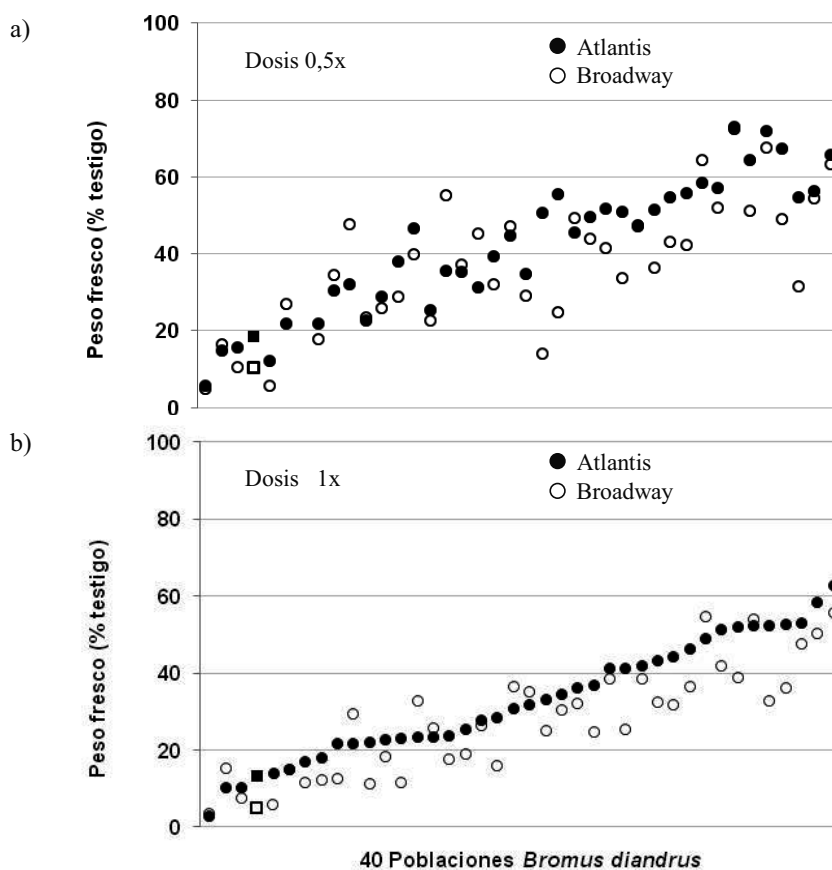 a)
Peso fresco (% testigo)
100
80
60
40
20
0
Dosis 0,5x
Atlantis
Broadway
b)
Peso fresco (% testigo)
100
80
60
40
20
0
Dosis 1x
Atlantis
Broadway
40 Poblaciones Bromus diandrus